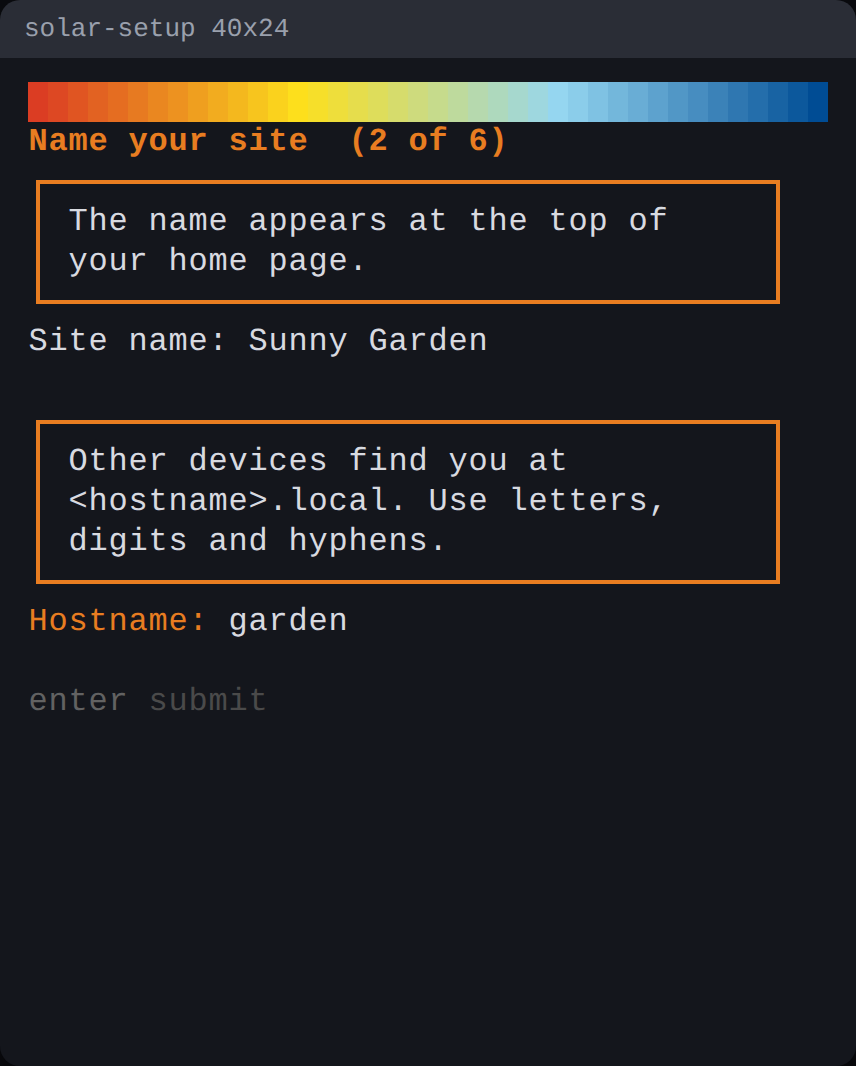 solar-setup 40x24
Name your site  (2 of 6)
The name appears at the top of
your home page.
Site name: Sunny Garden
Other devices find you at
<hostname>.local. Use letters,
digits and hyphens.
Hostname: garden
enter submit